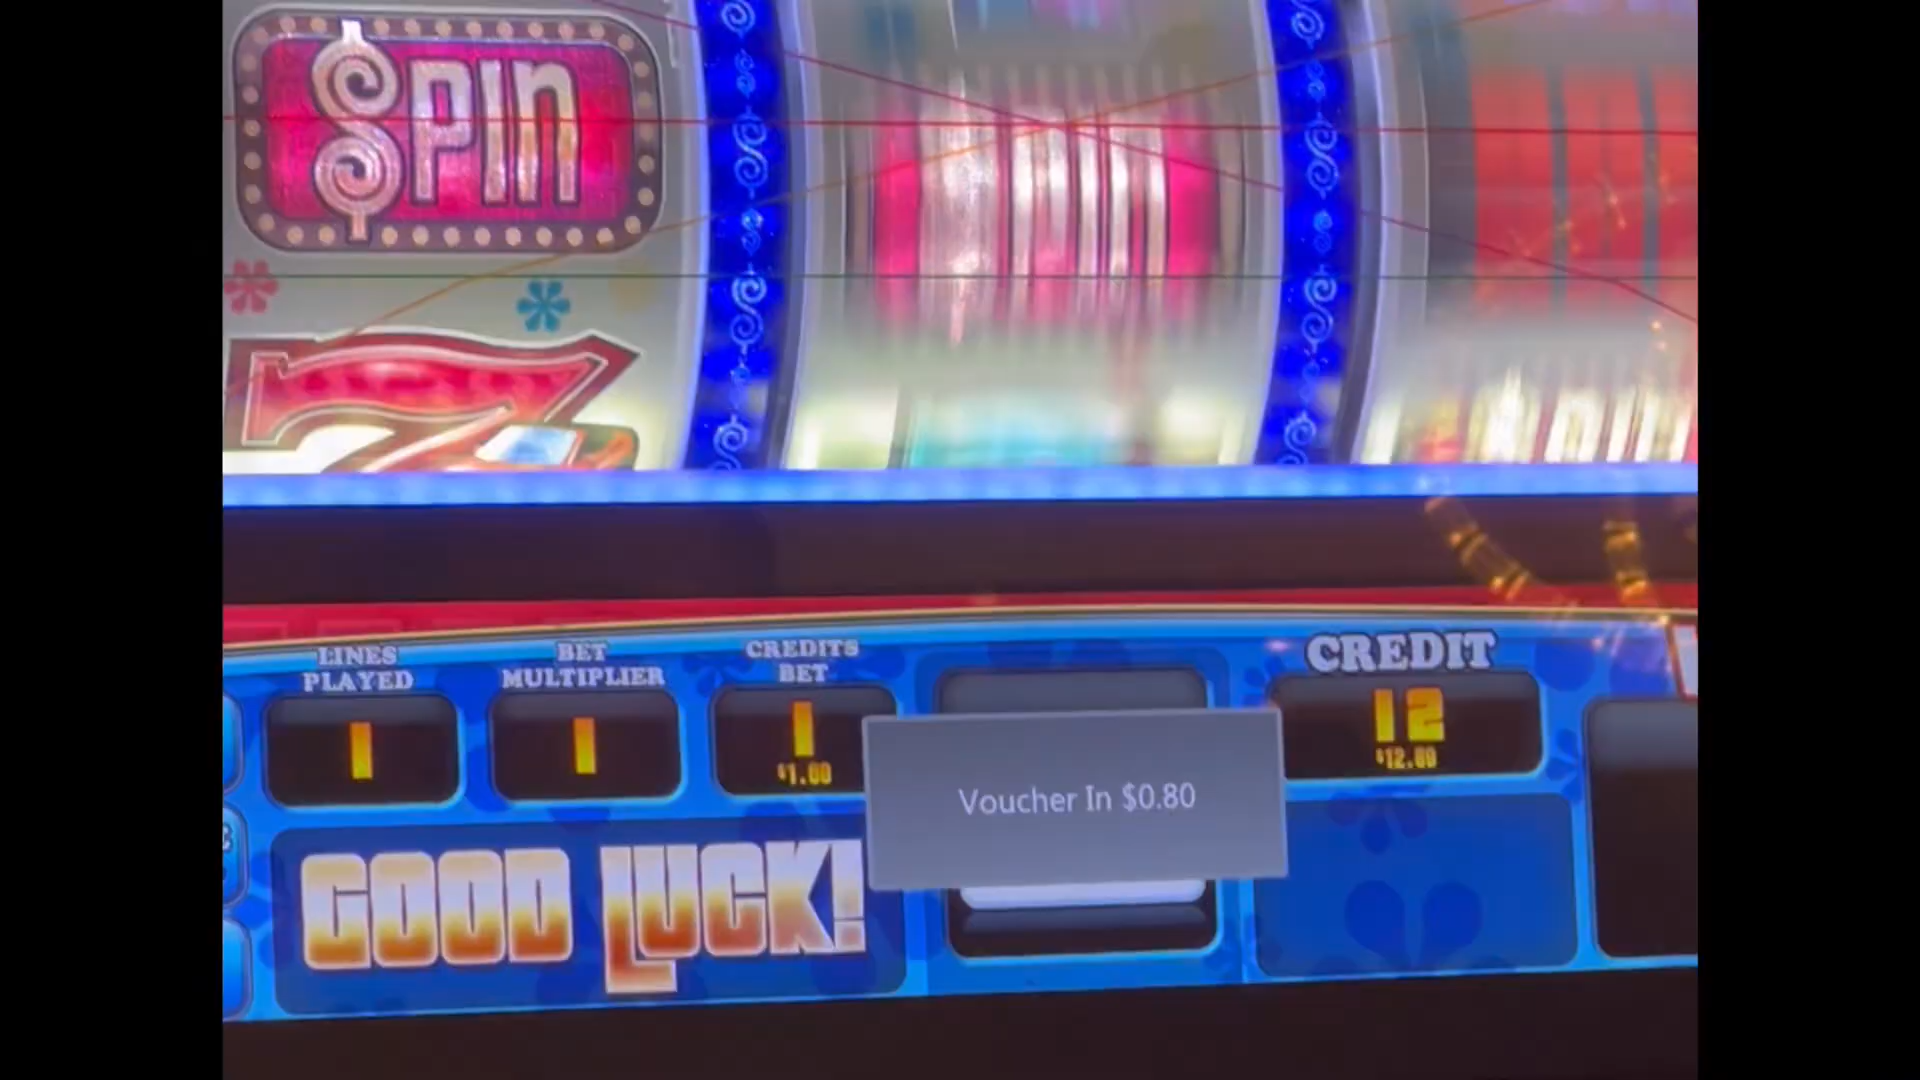 $PIN
7
LINES
PLAYED
1
BET
MULTIPLIER
1
CREDITS
BET
1
$1.00
CREDIT
12
$12.00
Voucher In $0.80
GOOD LUCK!